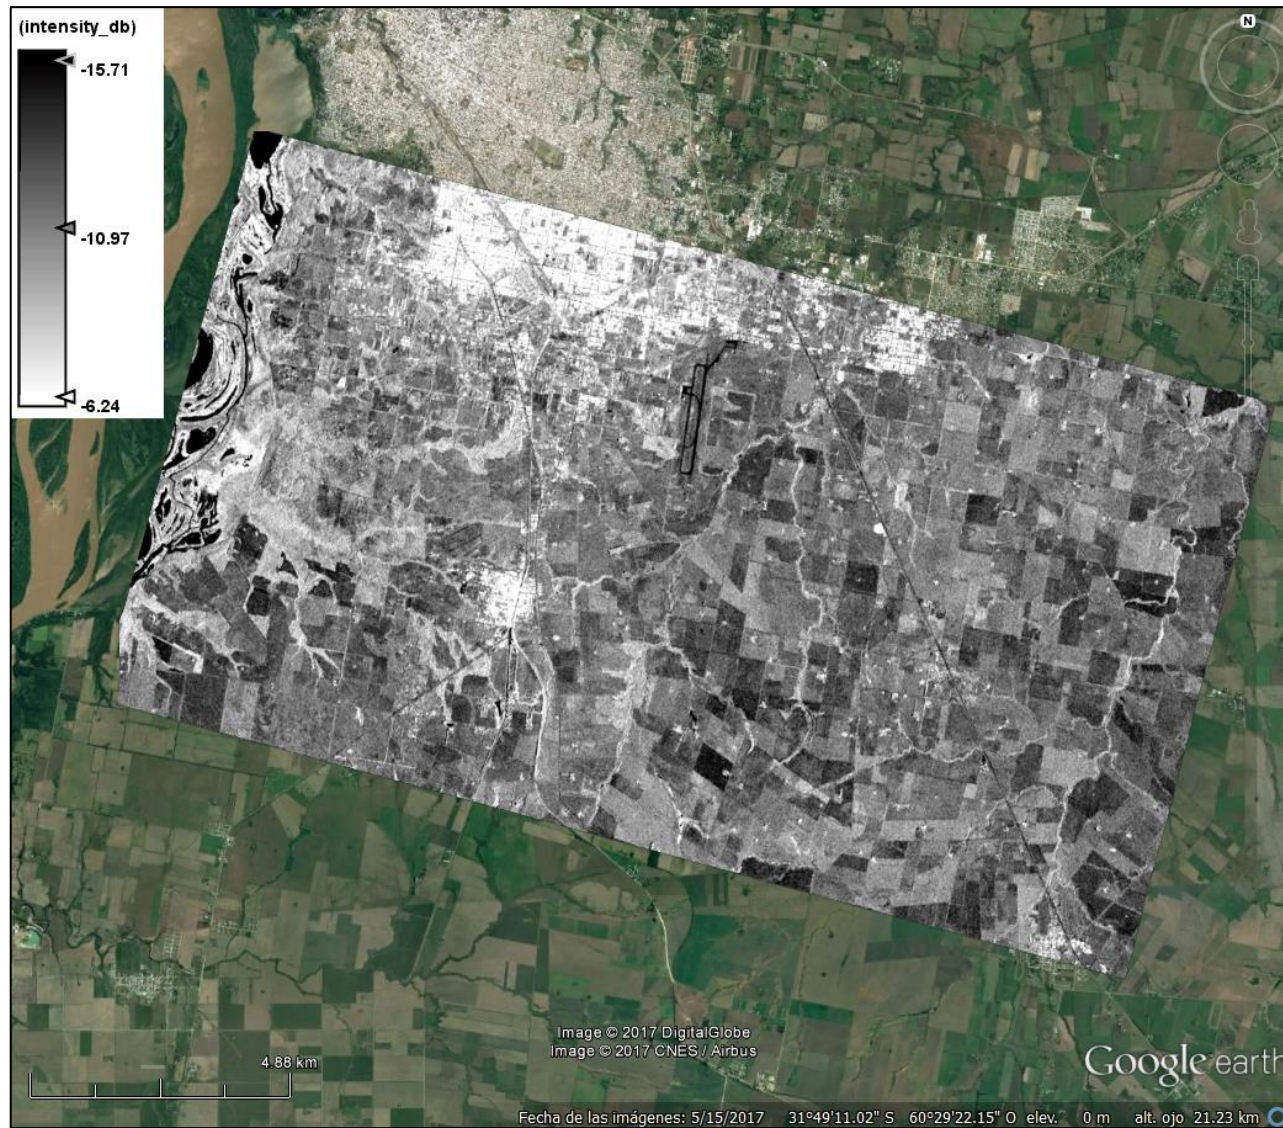 (intensity_db)
-15.71
-10.97
-6.24
N
Image © 2017 DigitalGlobe
Image © 2017 CNES / Airbus
4.88 km
Google earth
Fecha de las imágenes: 5/15/2017 31°49'11.02" S 60°29'22.15" O elev. 0 m alt. ojo 21.23 km